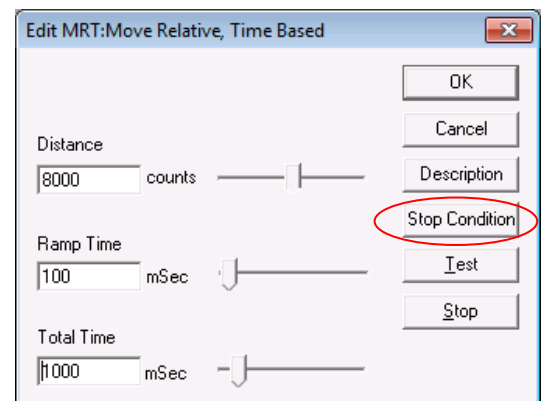 Edit MRT:Move Relative, Time Based
OK
Cancel
Distance
8000 counts
Description
Stop Condition
Ramp Time
100 mSec
Test
Stop
Total Time
1000 mSec